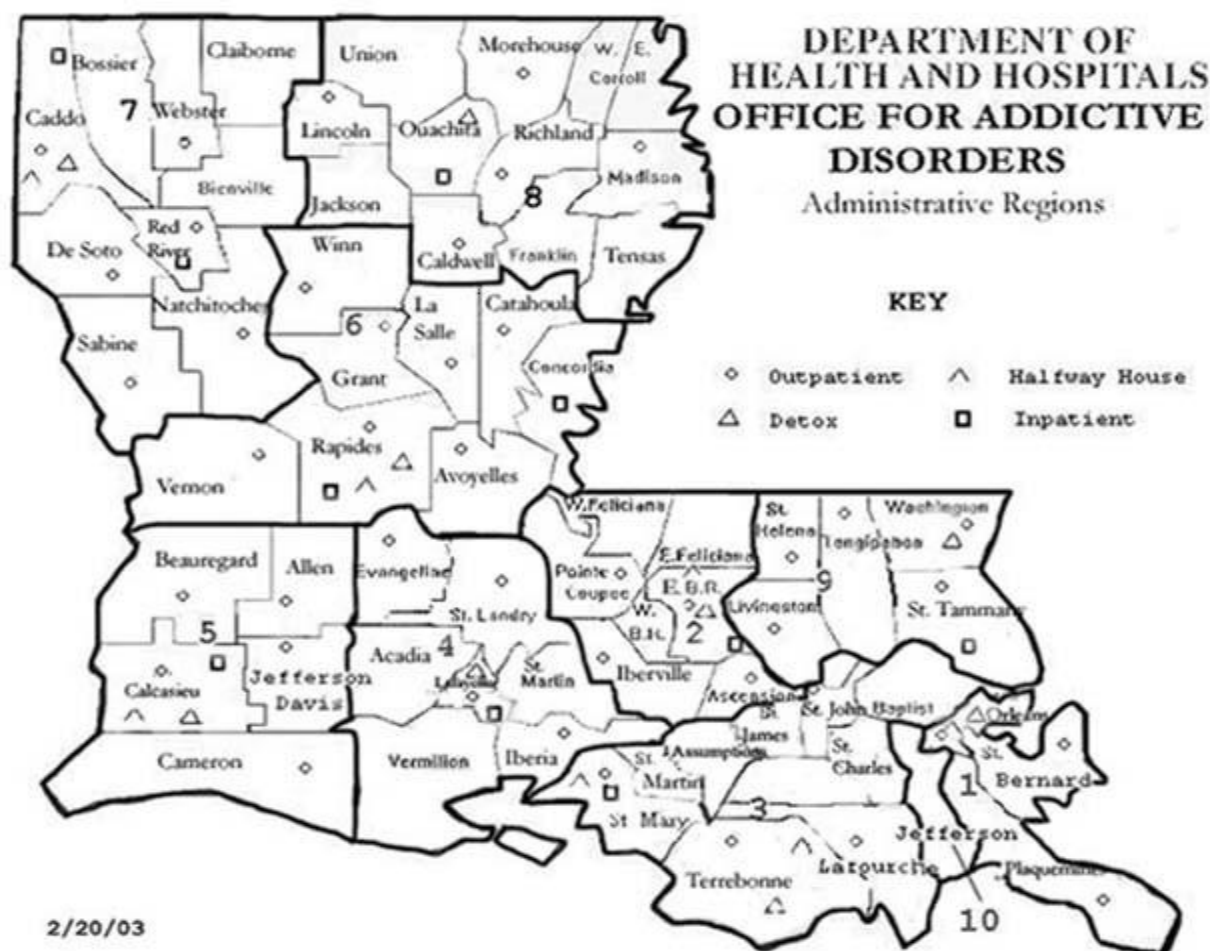 DEPARTMENT OF
HEALTH AND HOSPITALS
OFFICE FOR ADDICTIVE
DISORDERS
Administrative Regions
KEY
Outpatient
Halfway House
Detox
Inpatient
Claiborne
Union
Morehouse
W.
E.
Carroll
Bossier
Caddo
7
Webster
Lincoln
Ouachita
Richland
Madison
Bienville
Jackson
8
Red
River
De Soto
Winn
Caldwell
Franklin
Tensas
Natchitoches
La
Salle
Catahoula
6
Sabine
Grant
Concordia
Rapides
Avoyelles
Vernon
W.Feliciana
St.
Helena
Washington
Tangipahoa
Beauregard
Allen
E.Feliciana
Pointe
Coupee
E.B.R.
9
Livingston
St. Tammany
St. Landry
W.
B.R.
2
5
Acadia
4
St.
Martin
Iberville
Calcasieu
Jefferson
Davis
Ascension
St. John Baptist
Orleans
St.
James
Cameron
Vermilion
Iberia
St.
Martin
St.
Charles
St.
Bernard
1
St Mary
3
Jefferson
Terrebonne
Plaquemines
10
2/20/03